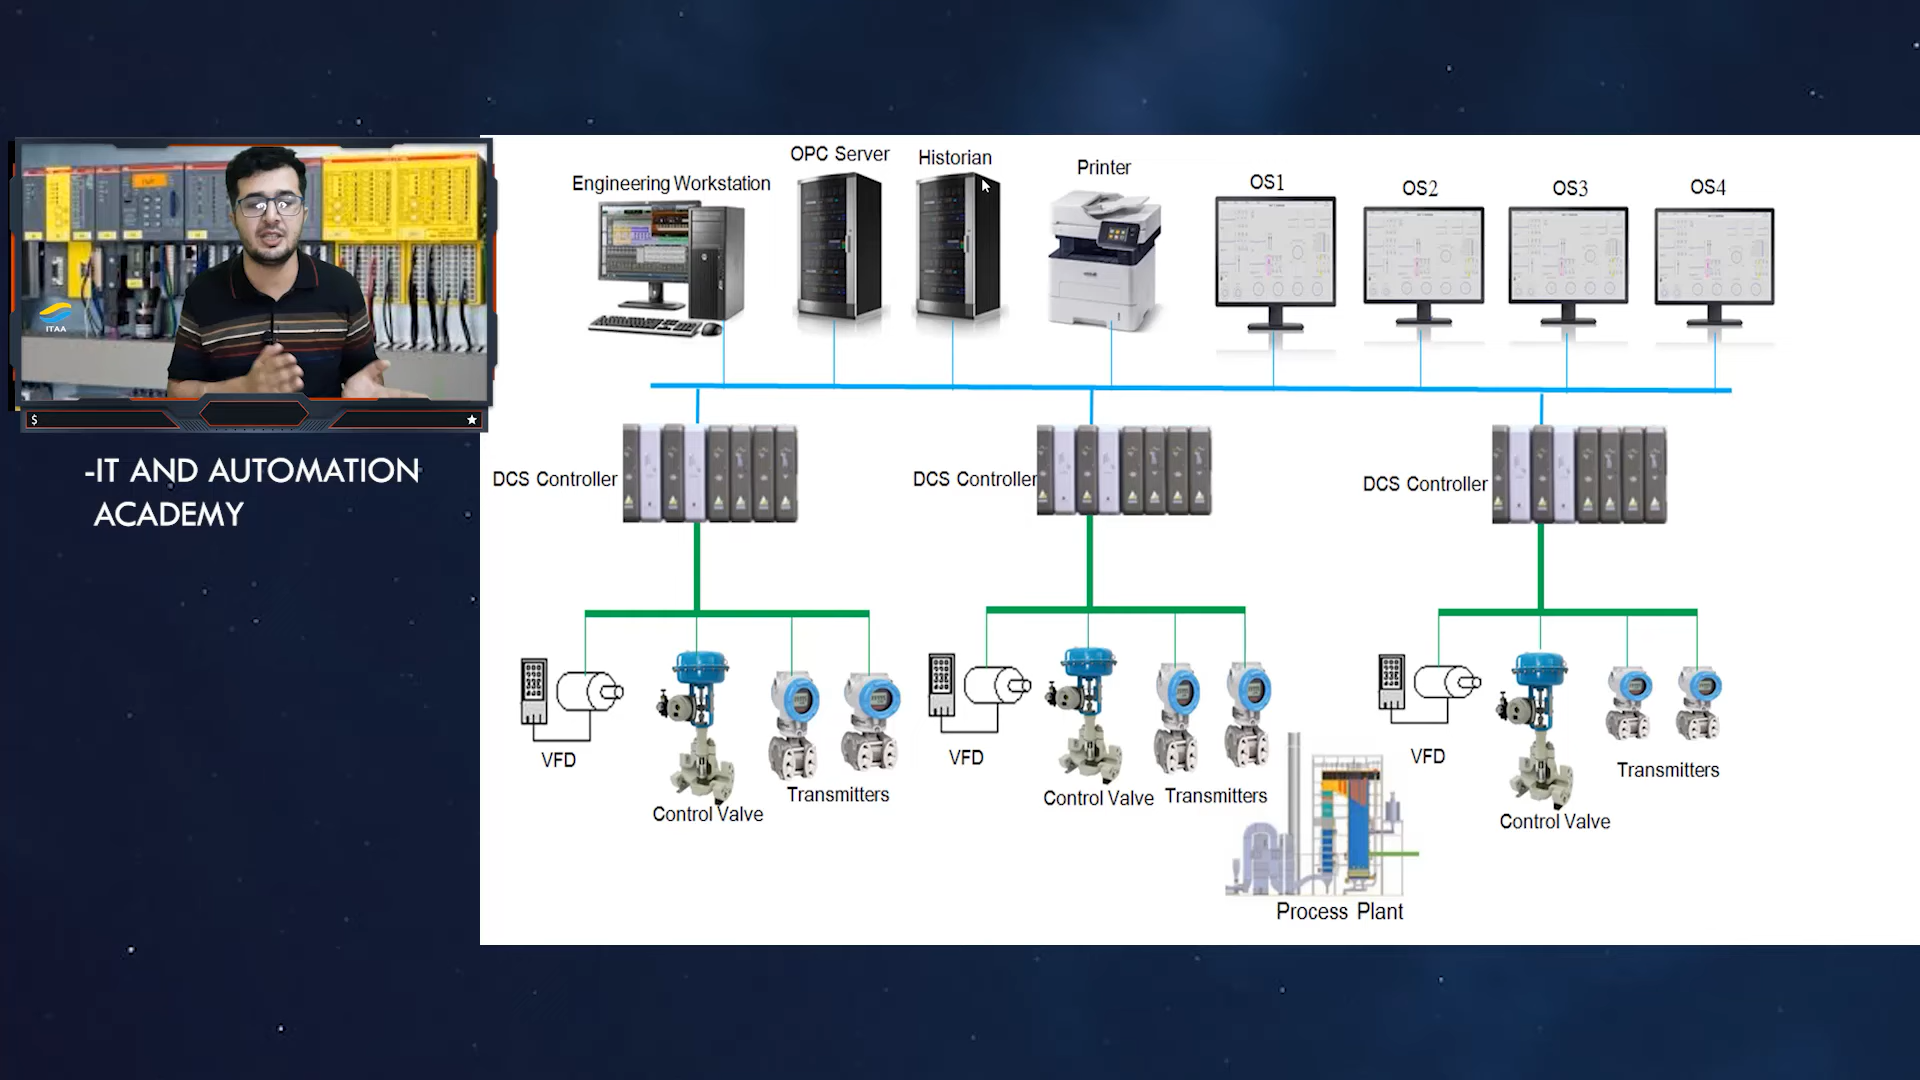 OPC Server
Historian
Printer
Engineering Workstation
OS1
OS2
OS3
OS4
ITAA
$
-IT AND AUTOMATION
ACADEMY
DCS Controller
DCS Controller
DCS Controller
VFD
Control Valve
Transmitters
VFD
Control Valve
Transmitters
VFD
Control Valve
Transmitters
Process Plant